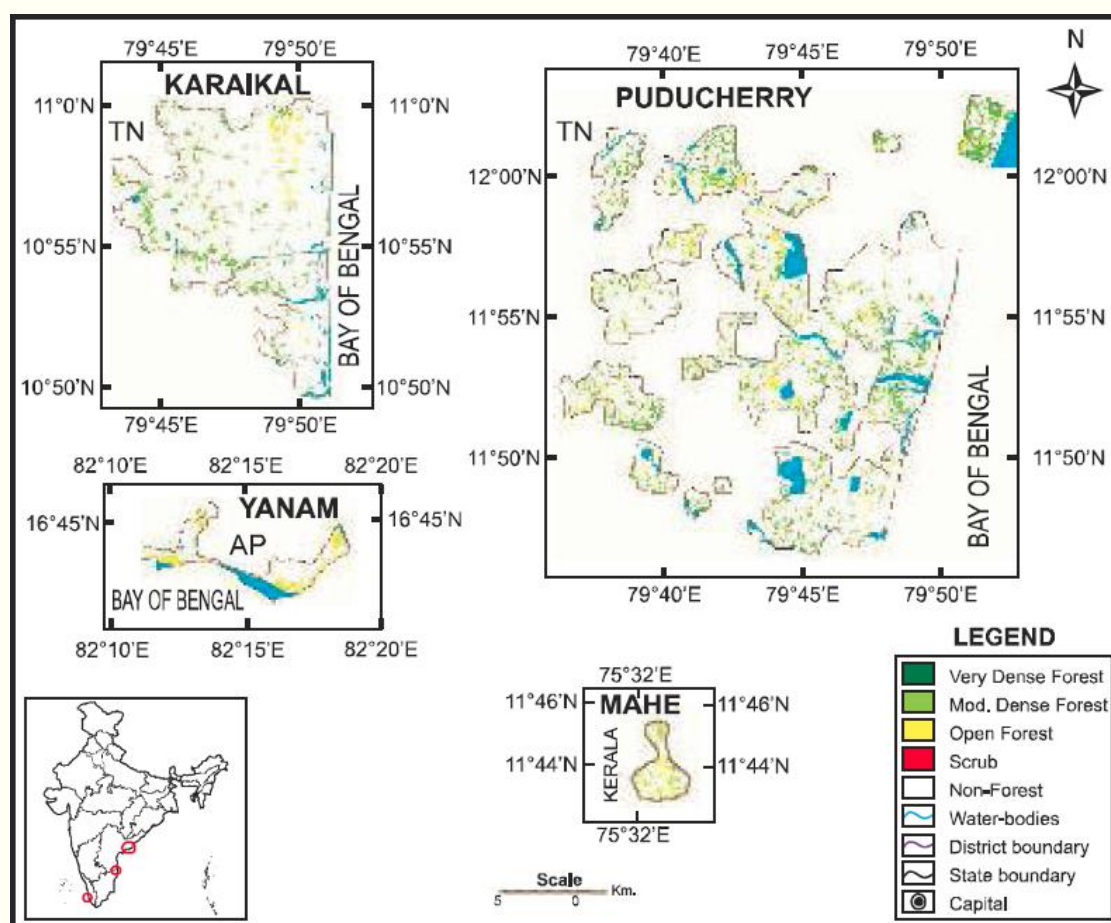 79°45'E 79°50'E
KARAIKAL
11°0'N 11°0'N
TN
10°55'N 10°55'N
BAY OF BENGAL
10°50'N 10°50'N
79°45'E 79°50'E
79°40'E 79°45'E 79°50'E
N
PUDUCHERRY
TN
12°00'N 12°00'N
11°55'N 11°55'N
11°50'N 11°50'N
BAY OF BENGAL
79°40'E 79°45'E 79°50'E
82°10'E 82°15'E 82°20'E
YANAM
16°45'N 16°45'N
AP
BAY OF BENGAL
82°10'E 82°15'E 82°20'E
75°32'E
11°46'N MAHE 11°46'N
KERALA
11°44'N 11°44'N
75°32'E
Scale
5 0 Km.
LEGEND
Very Dense Forest
Mod. Dense Forest
Open Forest
Scrub
Non-Forest
Water-bodies
District boundary
State boundary
Capital